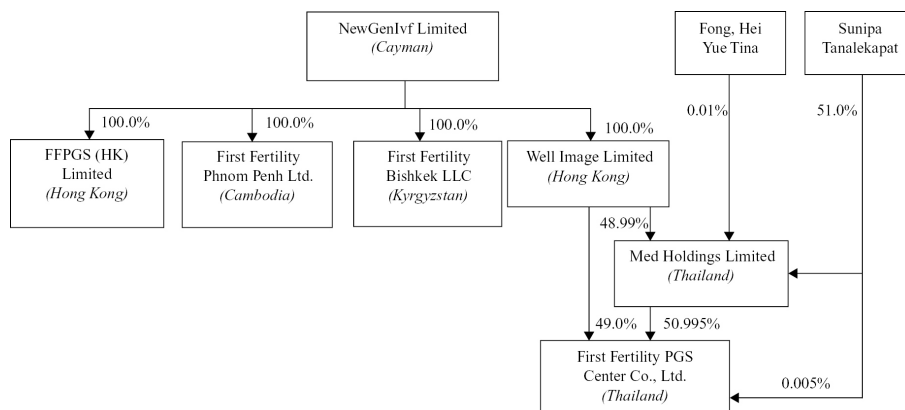 NewGenIvf Limited
(Cayman)
Fong, Hei
Yue Tina
Sunipa
Tanalekapat
0.01%
51.0%
100.0%
100.0%
100.0%
100.0%
FFPGS (HK)
Limited
(Hong Kong)
First Fertility
Phnom Penh Ltd.
(Cambodia)
First Fertility
Bishkek LLC
(Kyrgyzstan)
Well Image Limited
(Hong Kong)
48.99%
Med Holdings Limited
(Thailand)
49.0%
50.995%
First Fertility PGS
Center Co., Ltd.
(Thailand)
0.005%